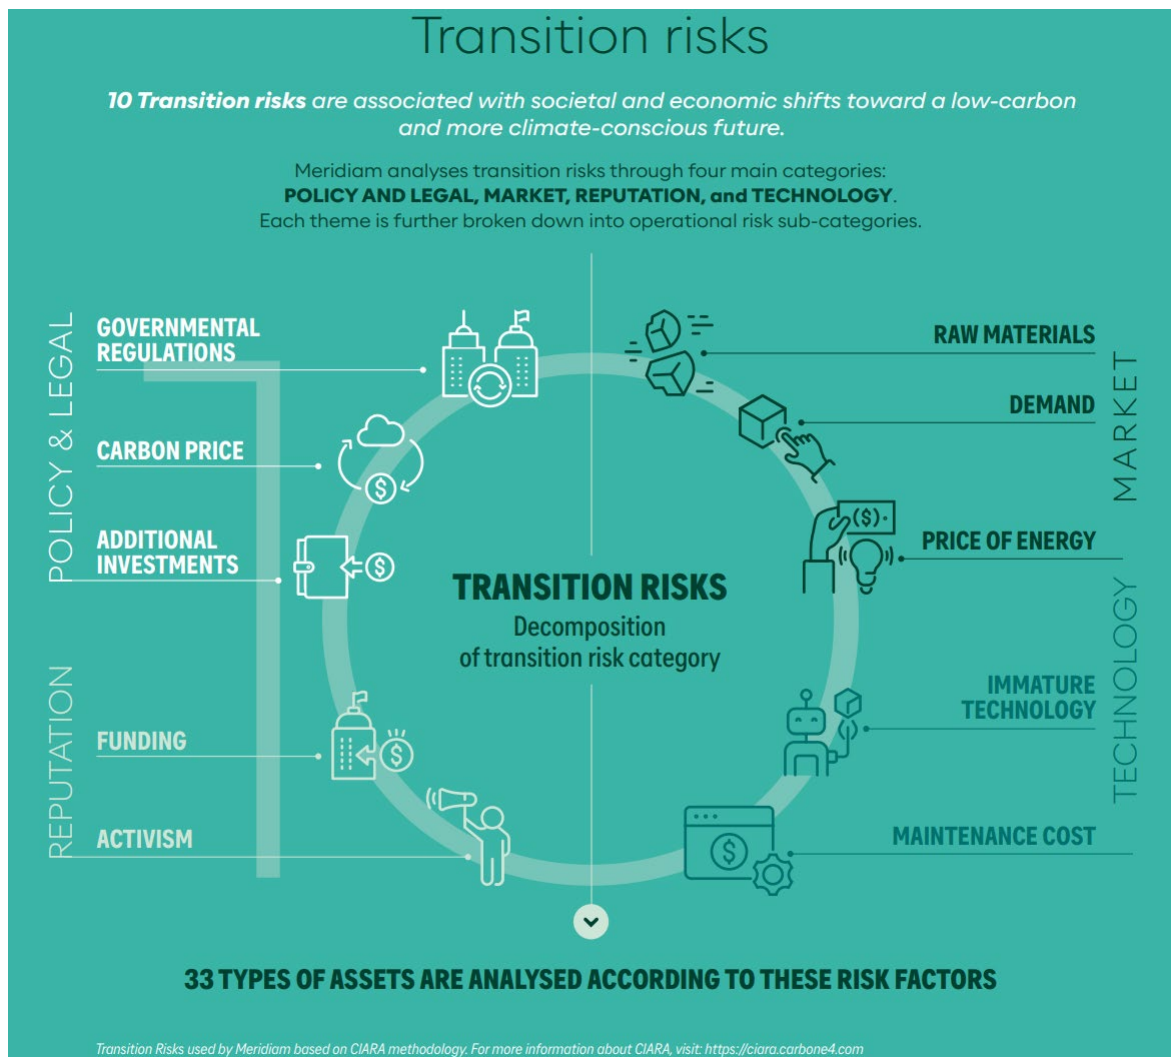 Transition risks
10 Transition risks are associated with societal and economic shifts toward a low-carbon
and more climate-conscious future.
Meridiam analyses transition risks through four main categories:
POLICY AND LEGAL, MARKET, REPUTATION, and TECHNOLOGY.
Each theme is further broken down into operational risk sub-categories.
POLICY & LEGAL
GOVERNMENTAL
REGULATIONS
CARBON PRICE
$
ADDITIONAL
INVESTMENTS
$
REPUTATION
FUNDING
$
ACTIVISM
TRANSITION RISKS
Decomposition
of transition risk category
MARKET
RAW MATERIALS
DEMAND
PRICE OF ENERGY
($)
TECHNOLOGY
IMMATURE
TECHNOLOGY
MAINTENANCE COST
$
33 TYPES OF ASSETS ARE ANALYSED ACCORDING TO THESE RISK FACTORS
Transition Risks used by Meridiam based on CIARA methodology. For more information about CIARA, visit: https://ciara.carbone4.com